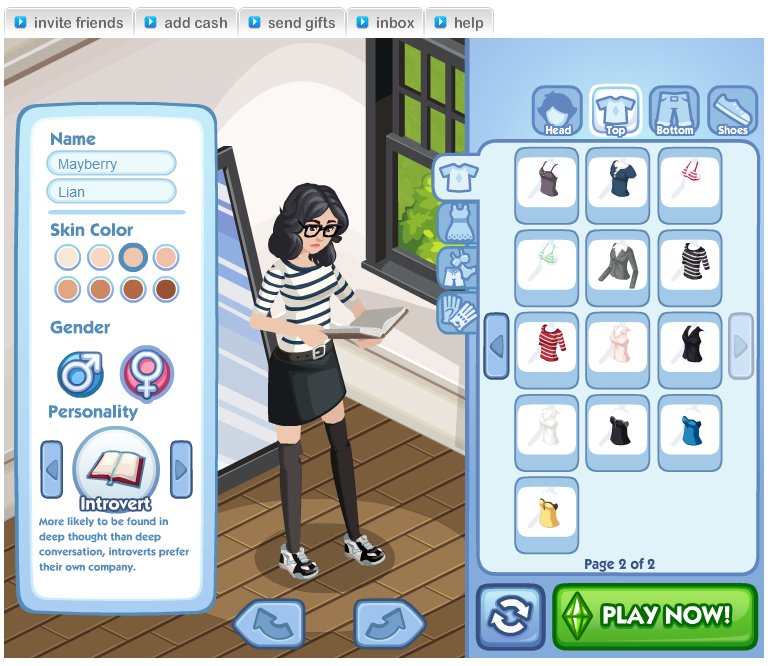 invite friends
add cash
send gifts
inbox
help
Name
Mayberry
Lian
Skin Color
Gender
Personality
Introvert
More likely to be found in
deep thought than deep
conversation, introverts prefer
their own company.
Head
Top
Bottom
Shoes
Page 2 of 2
PLAY NOW!